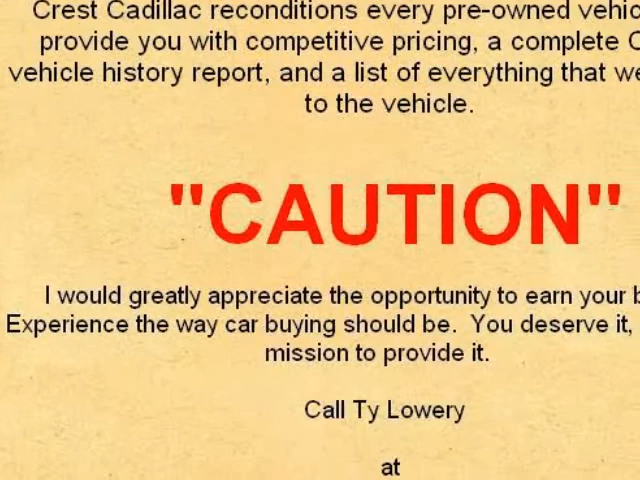 Crest Cadillac reconditions every pre-owned
provide you with competitive pricing, a complete
vehicle history report, and a list of everything that
to the vehicle.
"CAUTION"
I would greatly appreciate the opportunity to earn your
Experience the way car buying should be. You deserve it,
mission to provide it.
Call Ty Lowery
at